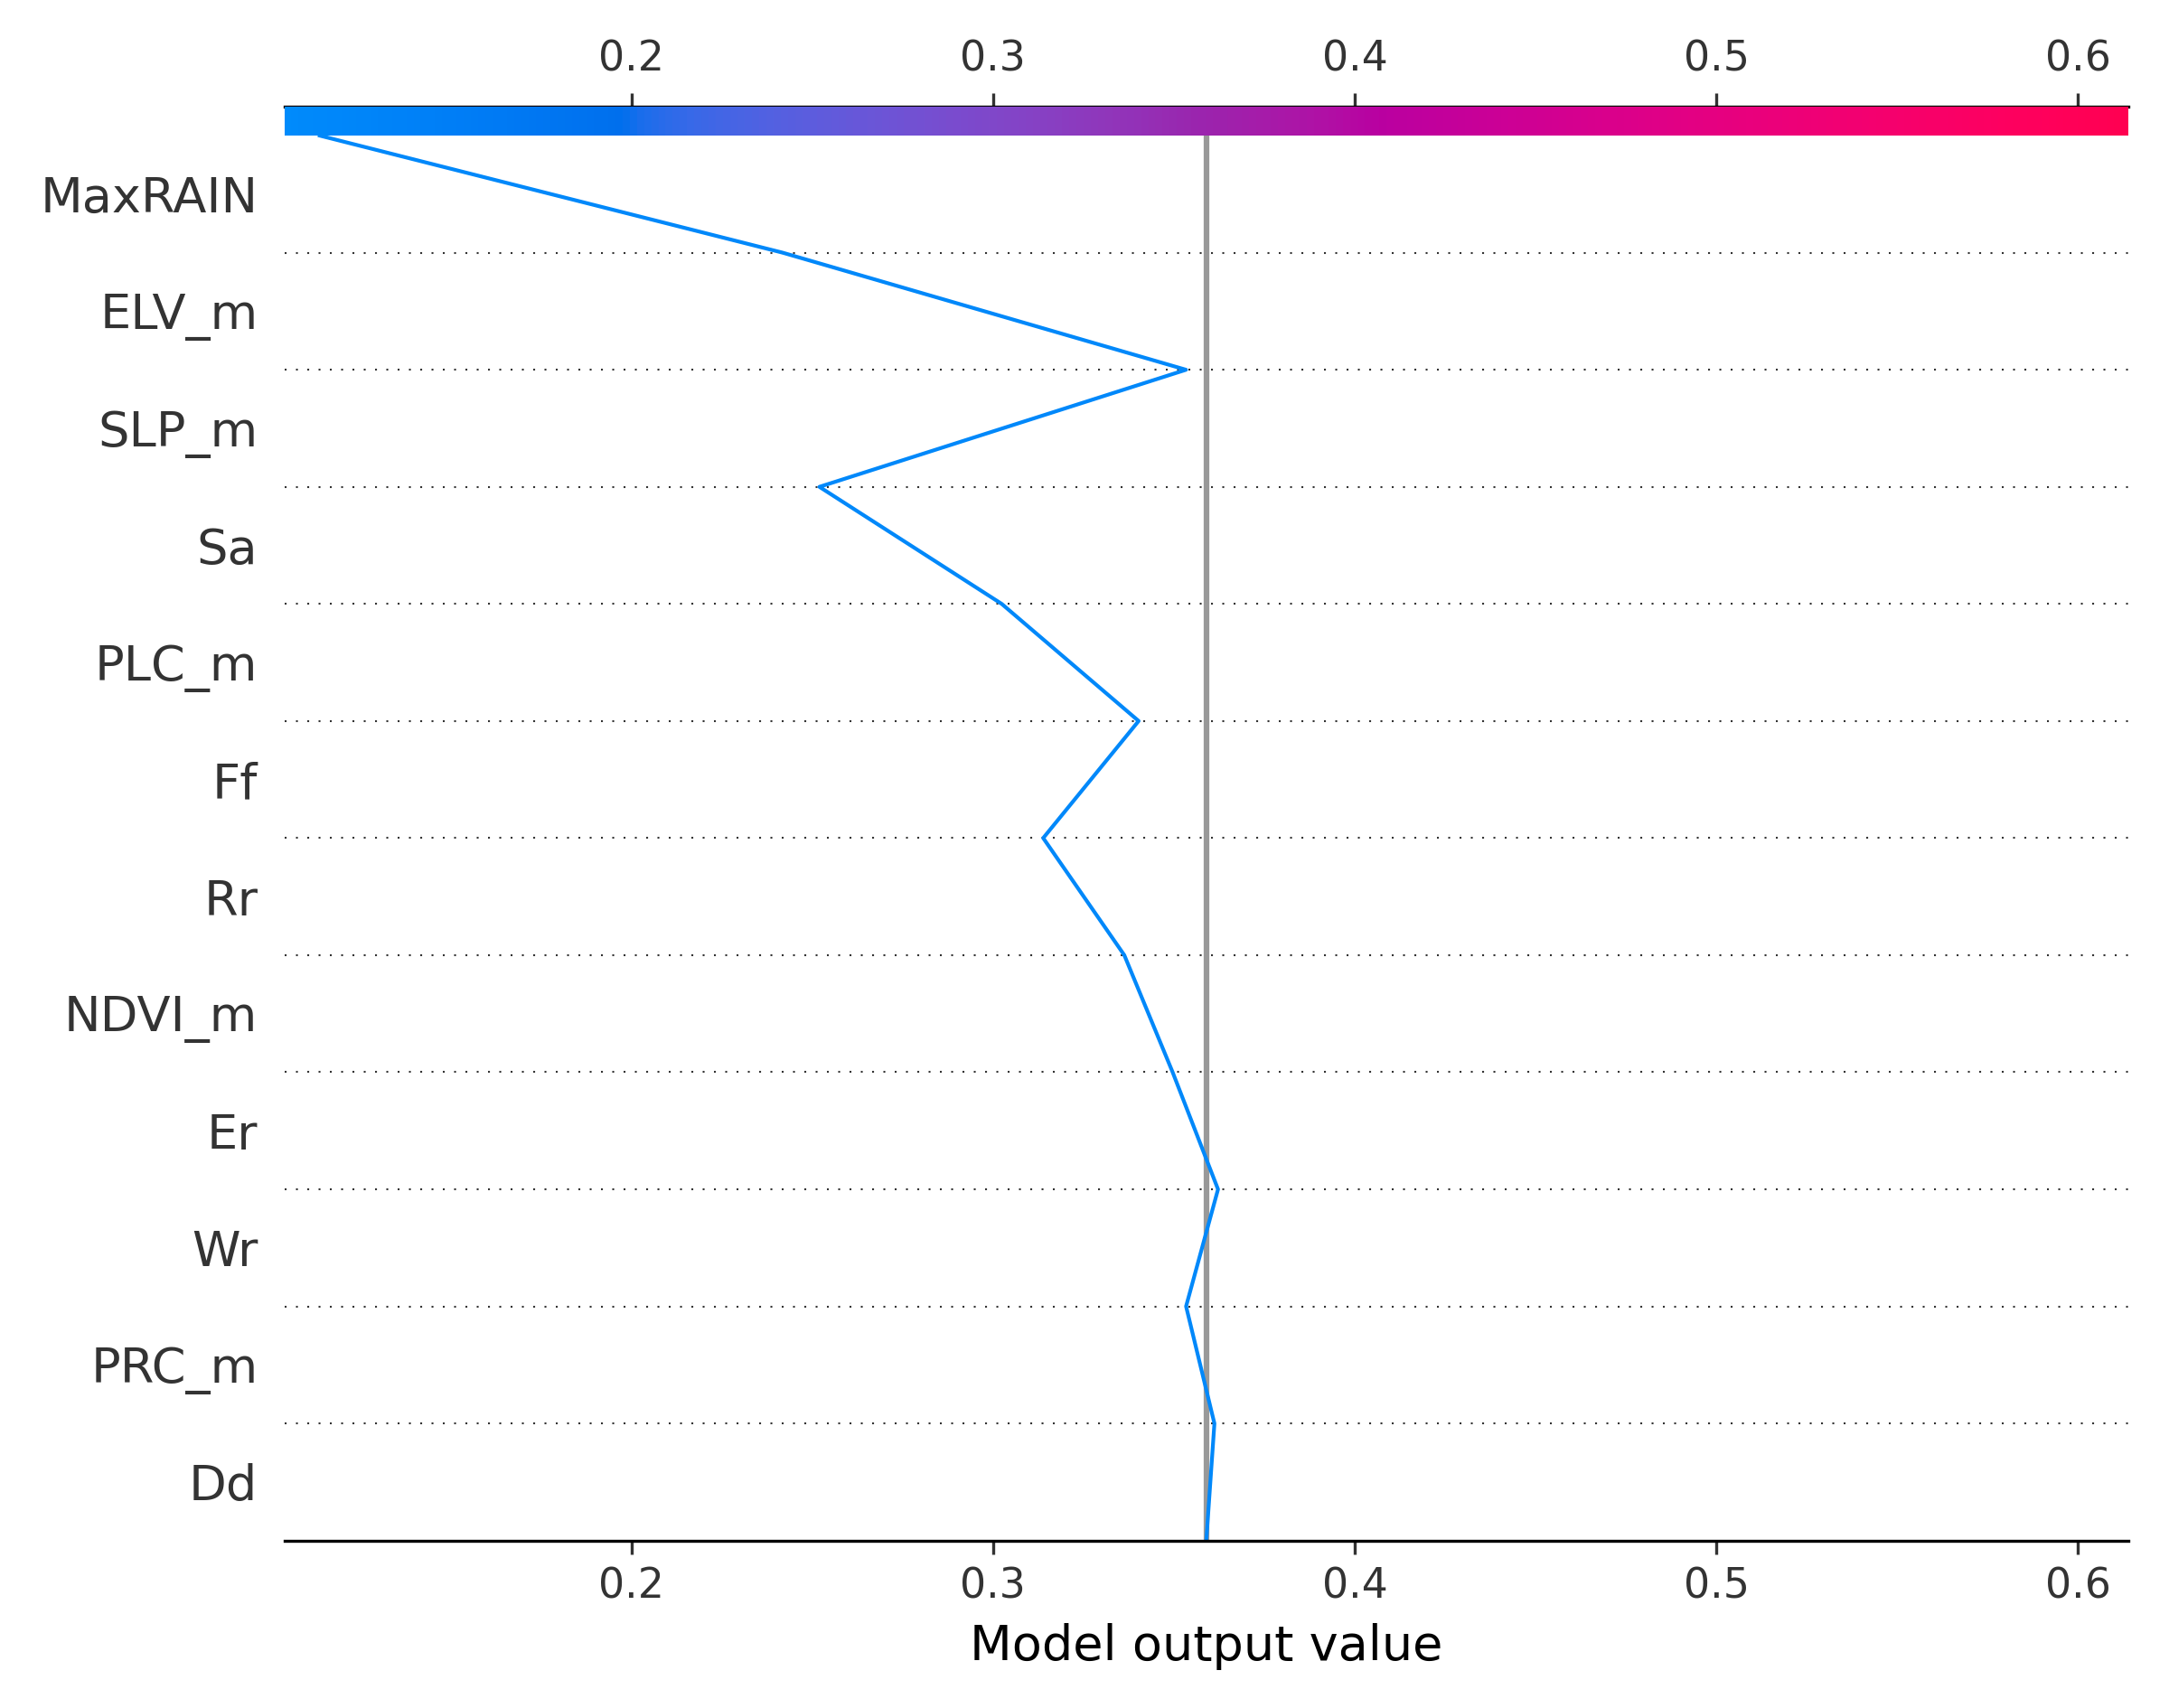 0.2 0.3 0.4 0.5 0.6
MaxRAIN
ELV_m
SLP_m
Sa
PLC_m
Ff
Rr
NDVI_m
Er
Wr
PRC_m
Dd
0.2 0.3 0.4 0.5 0.6
Model output value